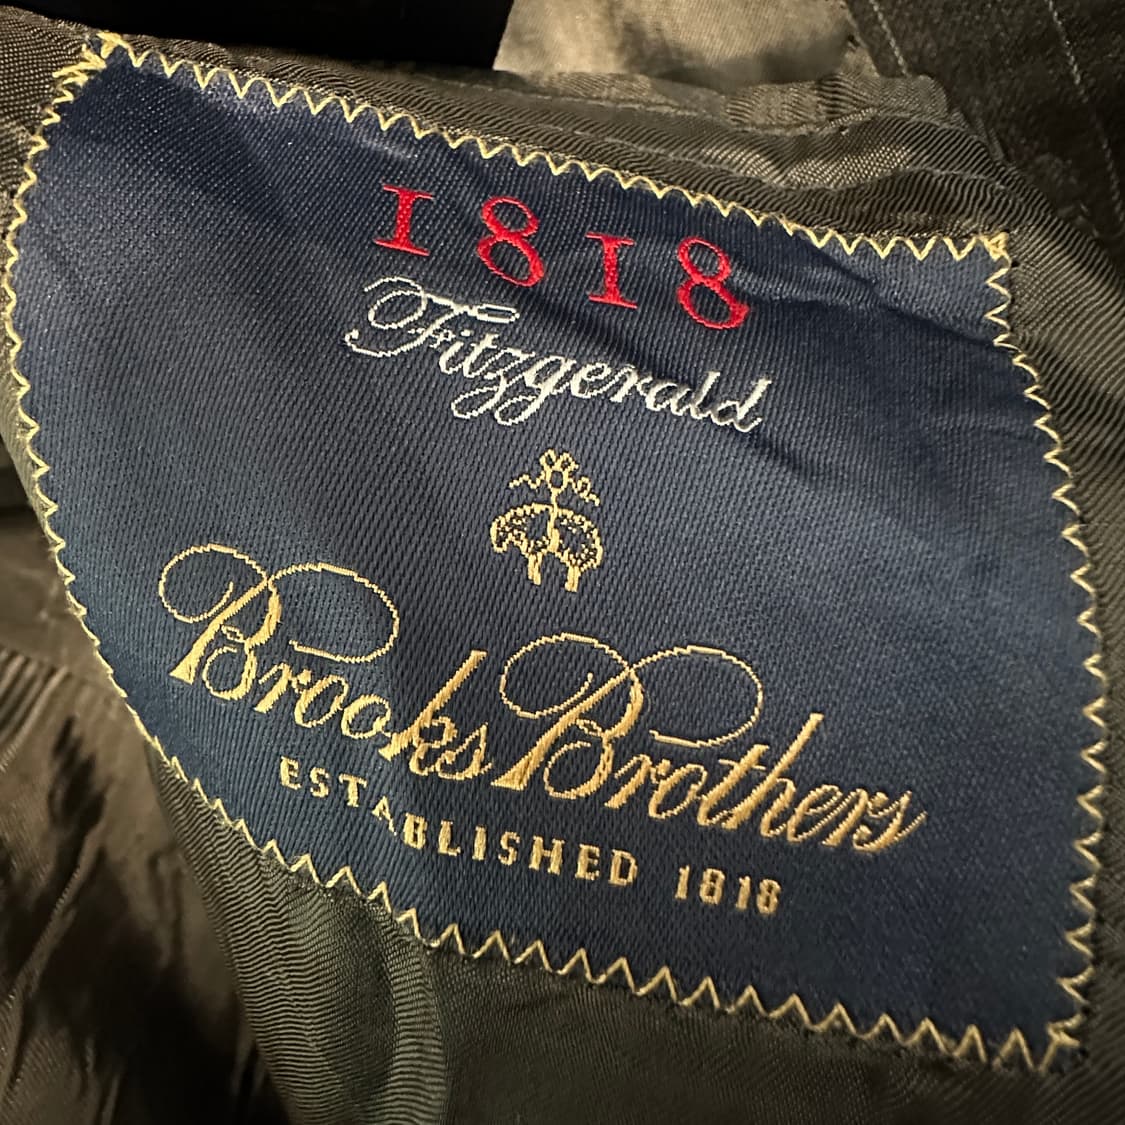 1818
Fitzgerald
Brooks Brothers
ESTABLISHED 1818